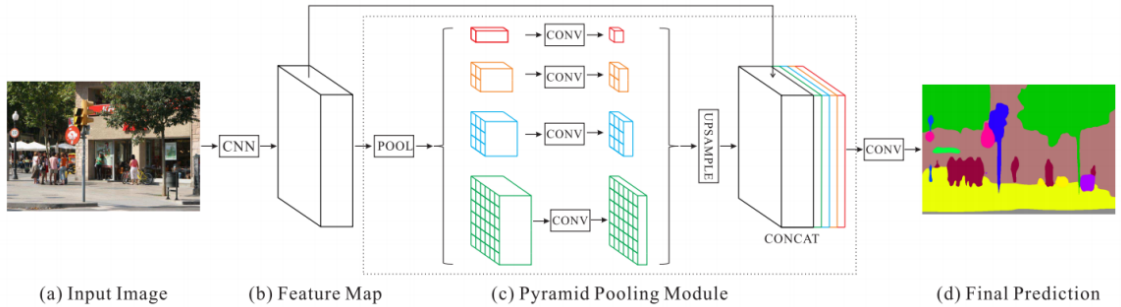 CNN
POOL
CONV
CONV
CONV
CONV
UPSAMPLE
CONCAT
CONV
(a) Input Image
(b) Feature Map
(c) Pyramid Pooling Module
(d) Final Prediction